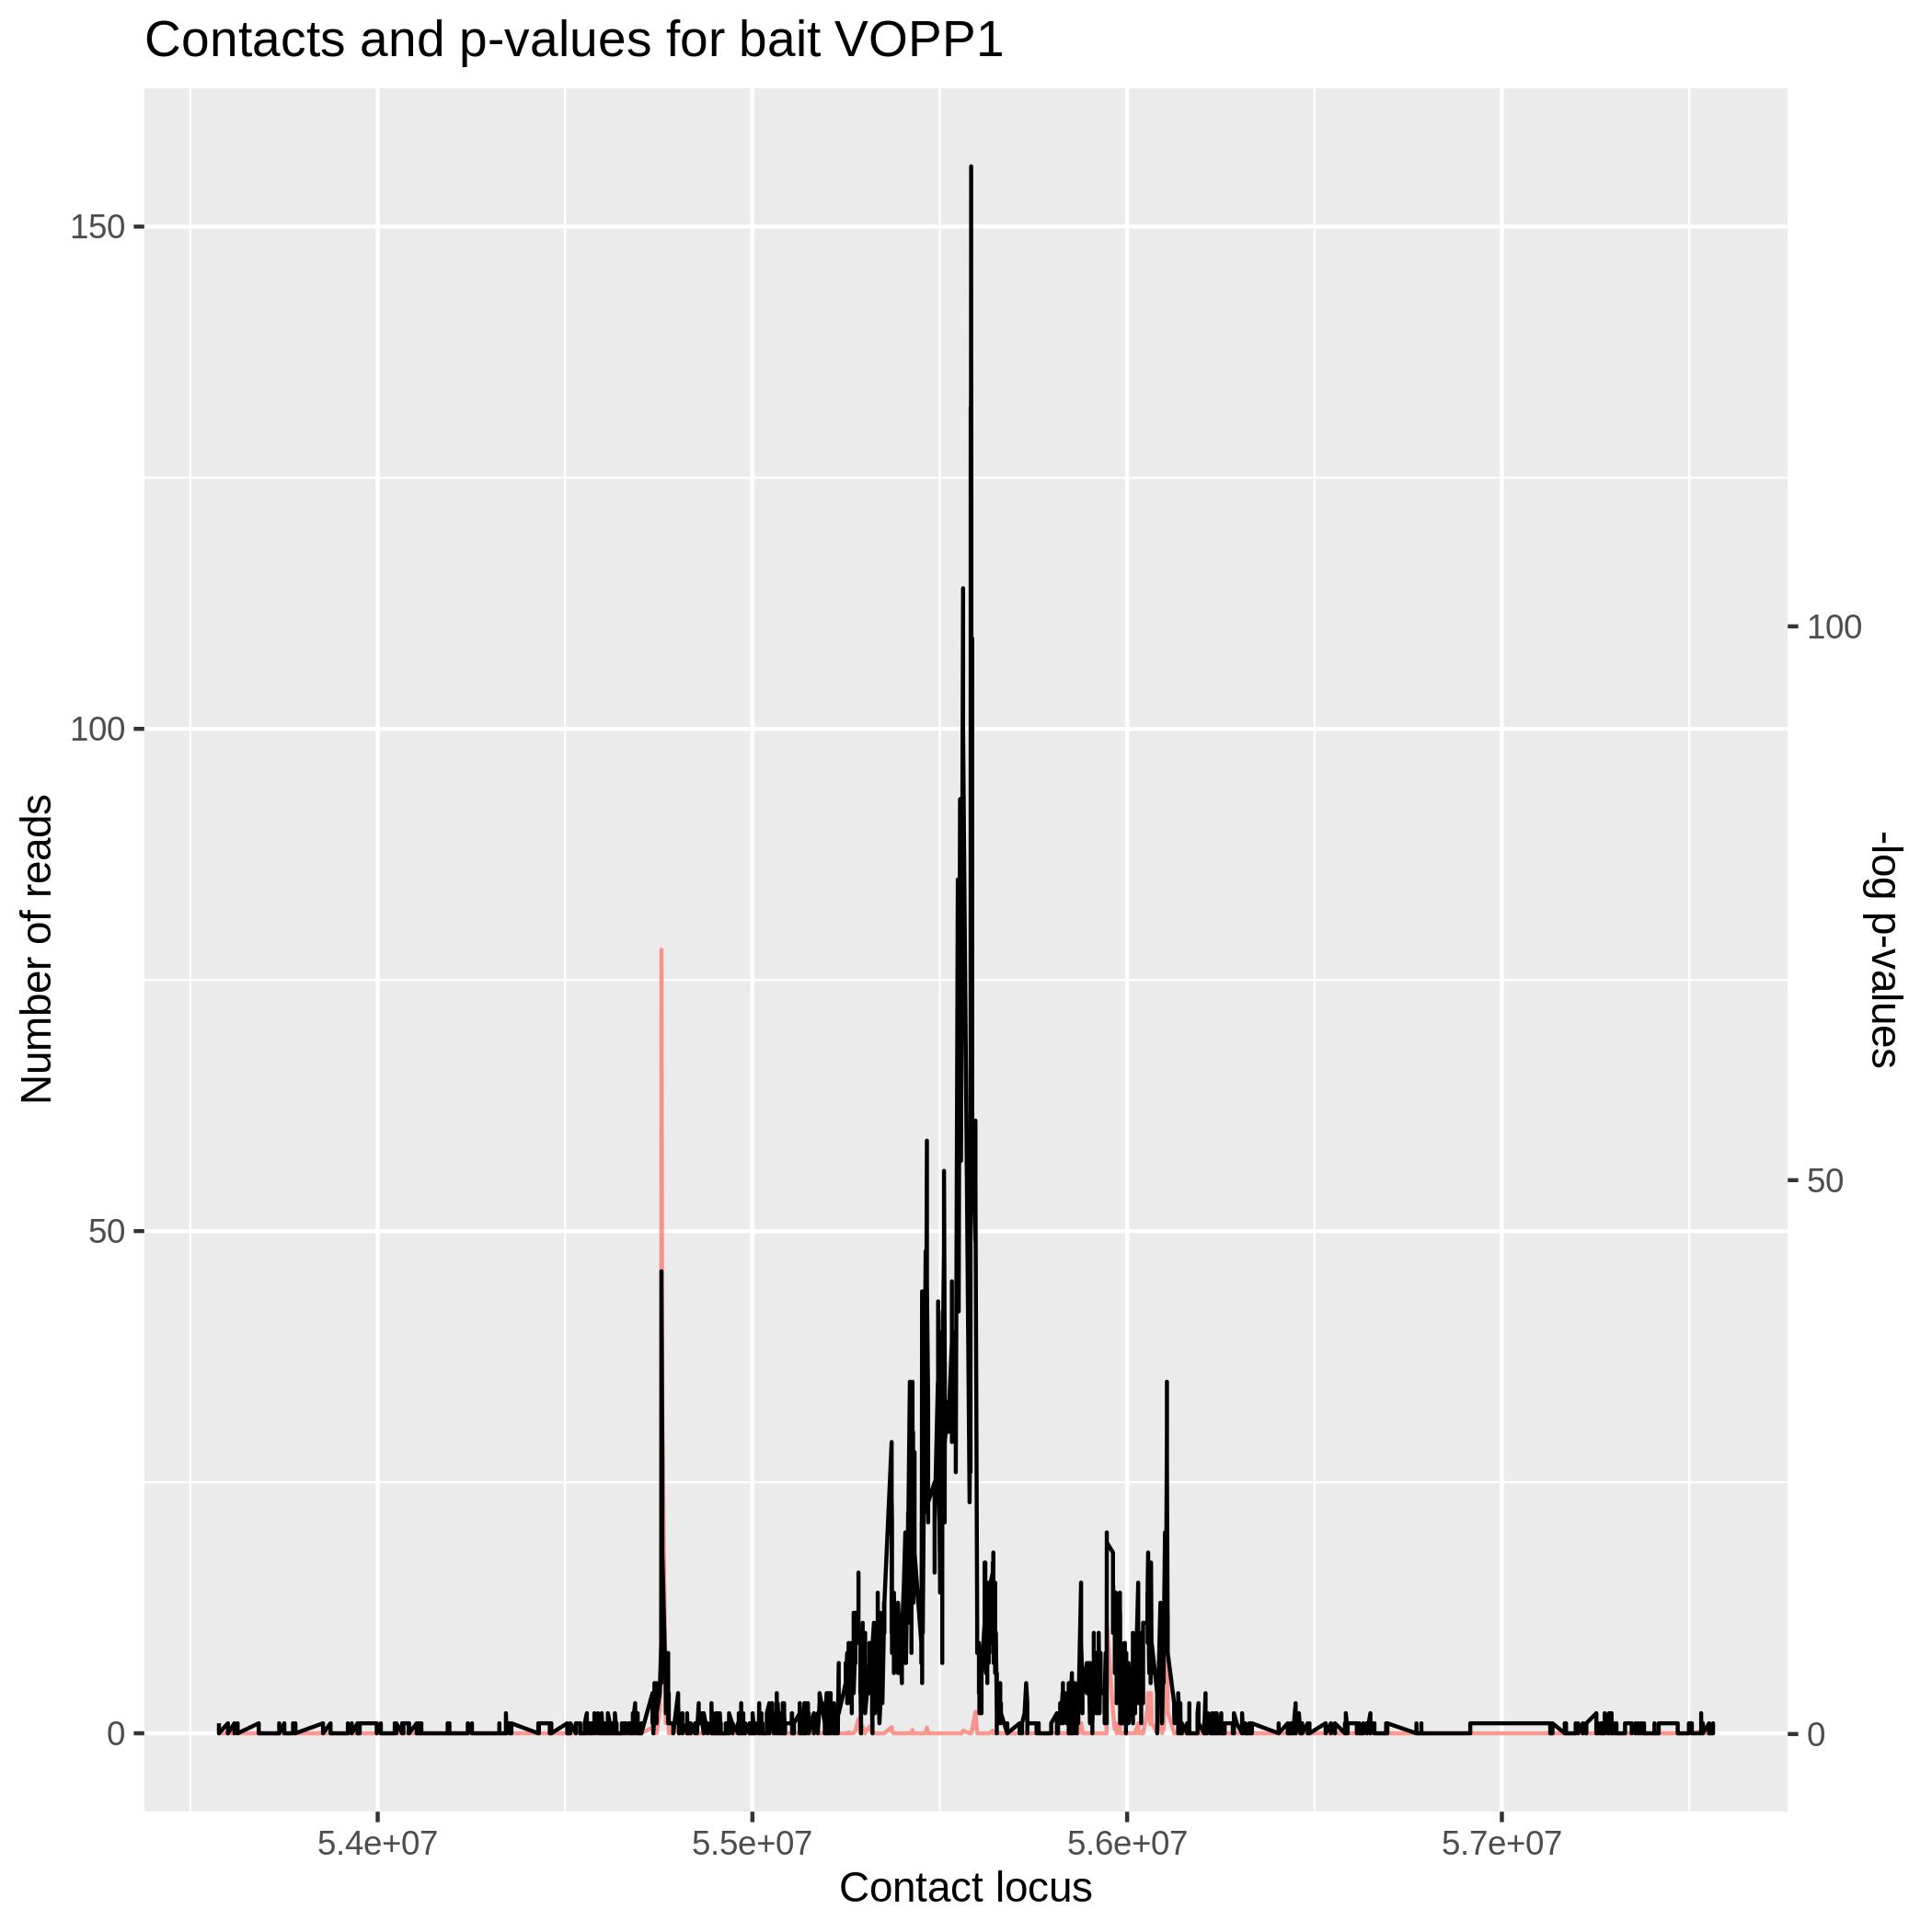 Contacts and p-values for bait VOPP1
150
100
50
0
Number of reads
100
50
0
-log p-values
5.4e+07
5.5e+07
5.6e+07
5.7e+07
Contact locus